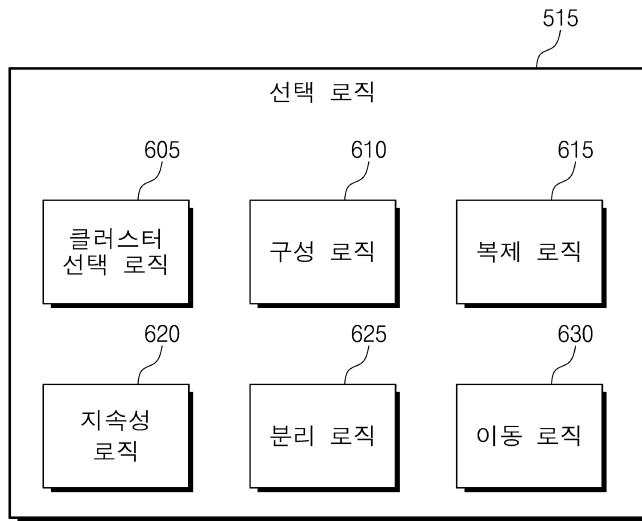 515
선택 로직
605
610
615
클러스터
선택 로직
구성 로직
복제 로직
620
625
630
지속성
로직
분리 로직
이동 로직